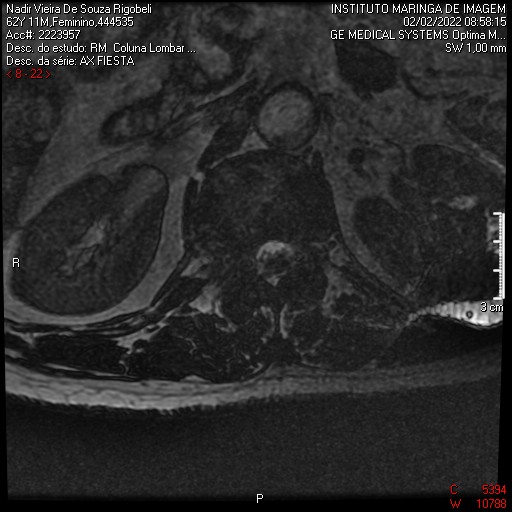 Nadir Vieira De Souza Rigobeli
62Y 11M,Feminino,444535
Acc#: 2223957
Desc. do estudo: RM Coluna Lombar ...
Desc. da série: AX FIESTA
< 8 - 22 >
INSTITUTO MARINGA DE IMAGEM
02/02/2022 08:58:15
GE MEDICAL SYSTEMS Optima M...
SW 1,00 mm
R
3 cm
P
C 5394
W 10788